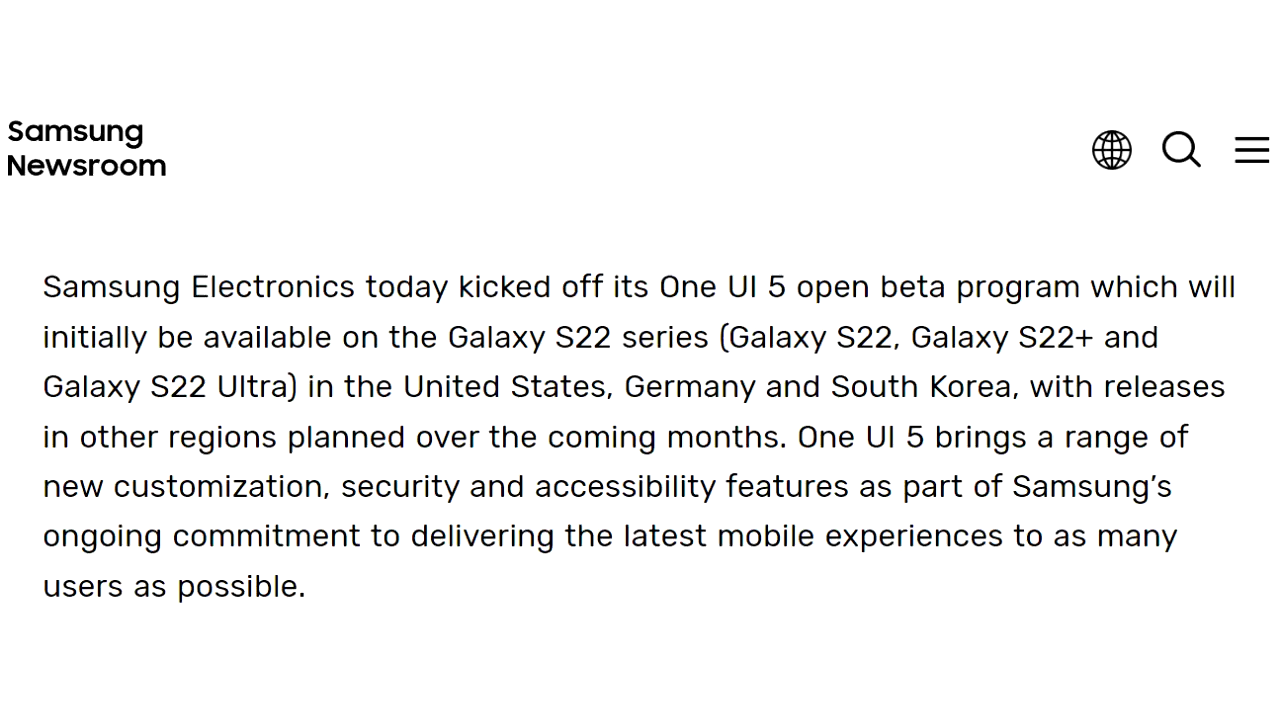 Samsung
Newsroom
Samsung Electronics today kicked off its One UI 5 open beta program which will
initially be available on the Galaxy S22 series (Galaxy S22, Galaxy S22+ and
Galaxy S22 Ultra) in the United States, Germany and South Korea, with releases
in other regions planned over the coming months. One UI 5 brings a range of
new customization, security and accessibility features as part of Samsung’s
ongoing commitment to delivering the latest mobile experiences to as many
users as possible.